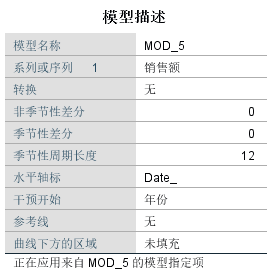 模型描述
模型名称 MOD_5
系列或序列 1 销售额
转换 无
非季节性差分 0
季节性差分 0
季节性周期长度 12
水平轴标 Date_
干预开始 年份
参考线 无
曲线下方的区域 未填充
正在应用来自 MOD_5 的模型指定项